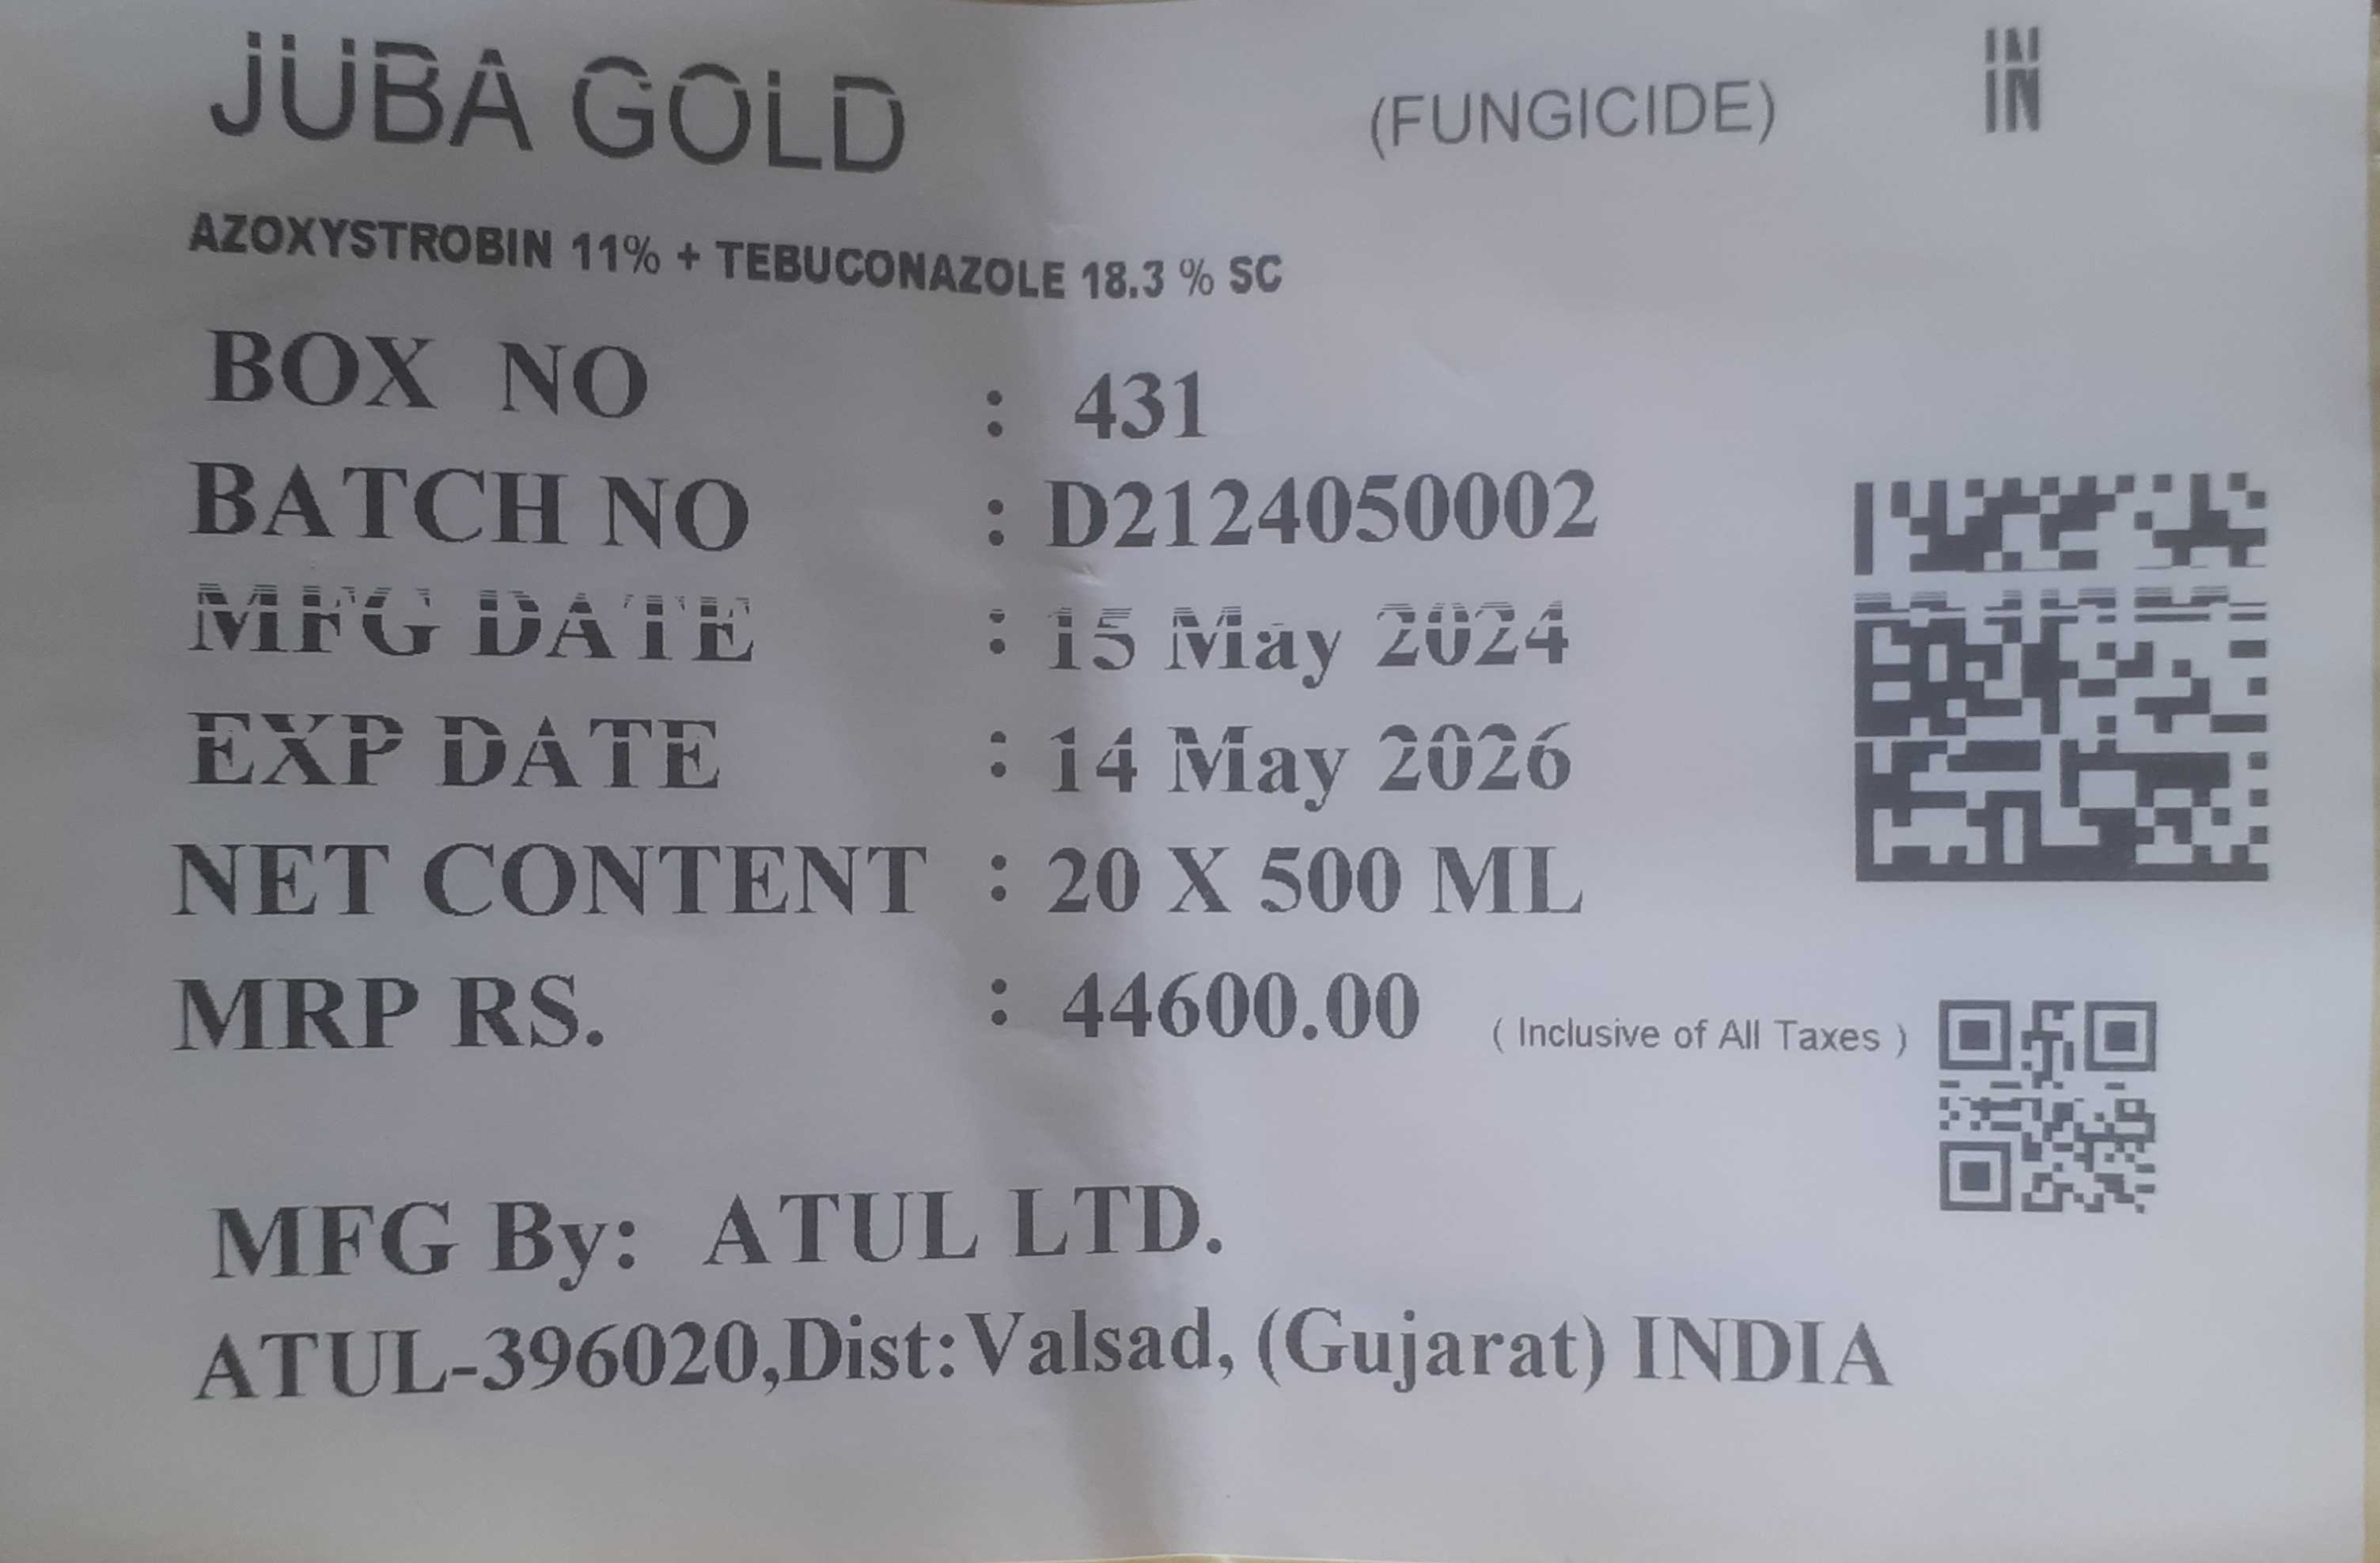 JUBA GOLD (FUNGICIDE) IN
AZOXYSTROBIN 11% + TEBUCONAZOLE 18.3 % SC
BOX NO : 431
BATCH NO : D2124050002
MFG DATE : 15 May 2024
EXP DATE : 14 May 2026
NET CONTENT : 20 X 500 ML
MRP RS. : 44600.00 ( Inclusive of All Taxes )
MFG By: ATUL LTD.
ATUL-396020,Dist:Valsad, (Gujarat) INDIA